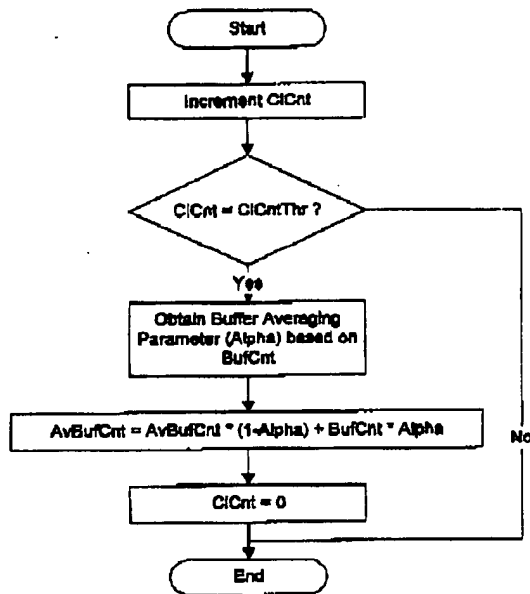 Start
Increment ClCnt
ClCnt = ClCntThr ?
Yes
Obtain Buffer Averaging
Parameter (Alpha) based on
BufCnt
AvBufCnt = AvBufCnt * (1-Alpha) + BufCnt * Alpha
No
ClCnt = 0
End